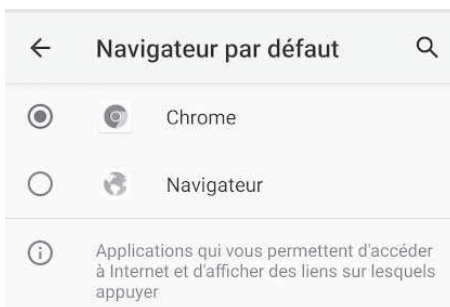 Navigateur par défaut
Chrome
Navigateur
Applications qui vous permettent d'accéder
à Internet et d'afficher des liens sur lesquels
appuyer